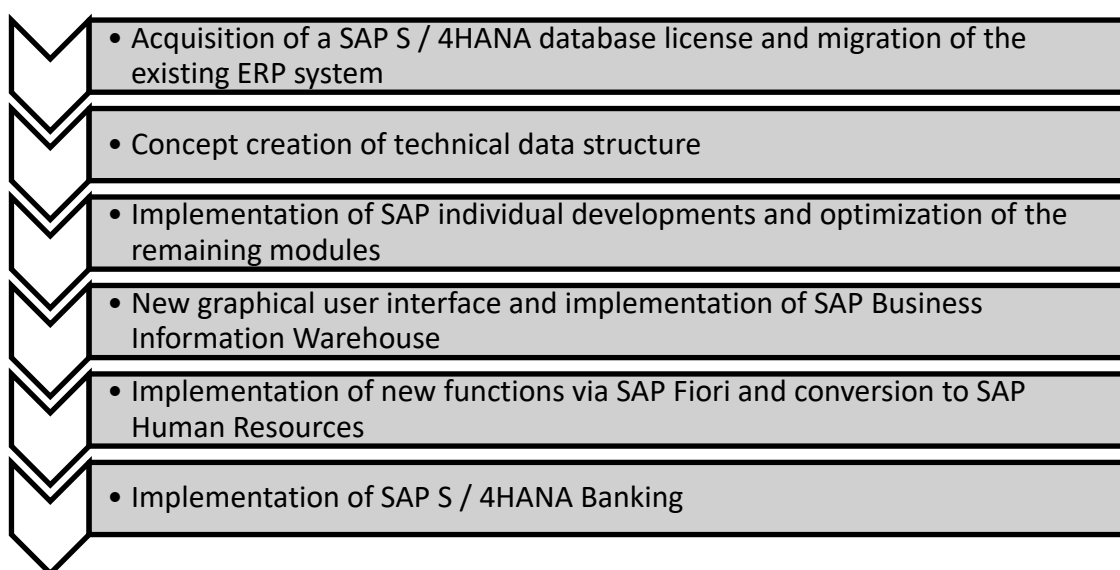 • Acquisition of a SAP S / 4HANA database license and migration of the
existing ERP system
• Concept creation of technical data structure
• Implementation of SAP individual developments and optimization of the
remaining modules
• New graphical user interface and implementation of SAP Business
Information Warehouse
• Implementation of new functions via SAP Fiori and conversion to SAP
Human Resources
• Implementation of SAP S / 4HANA Banking